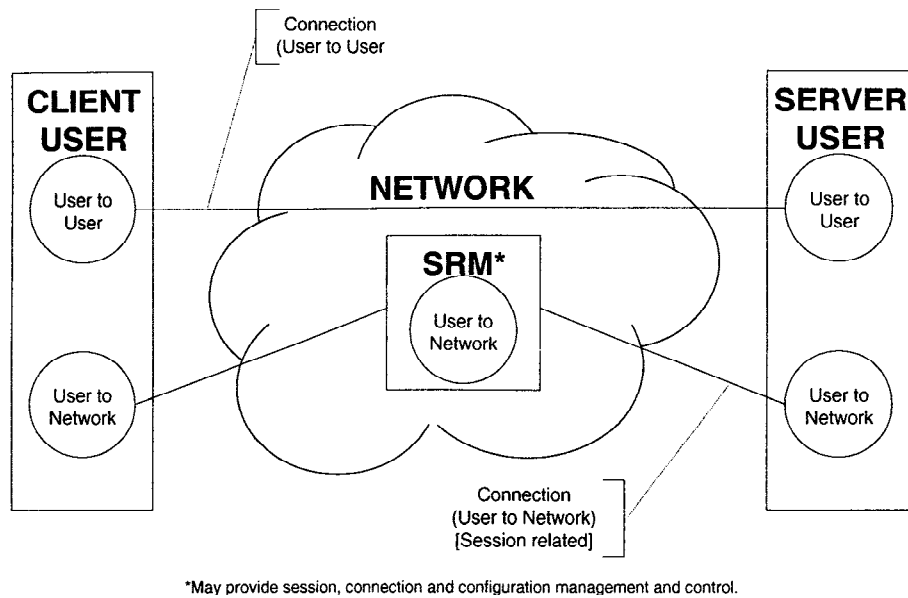 Connection
(User to User
CLIENT
USER
SERVER
USER
User to
User
NETWORK
User to
User
SRM*
User to
Network
User to
Network
User to
Network
Connection
(User to Network)
[Session related]
*May provide session, connection and configuration management and control.